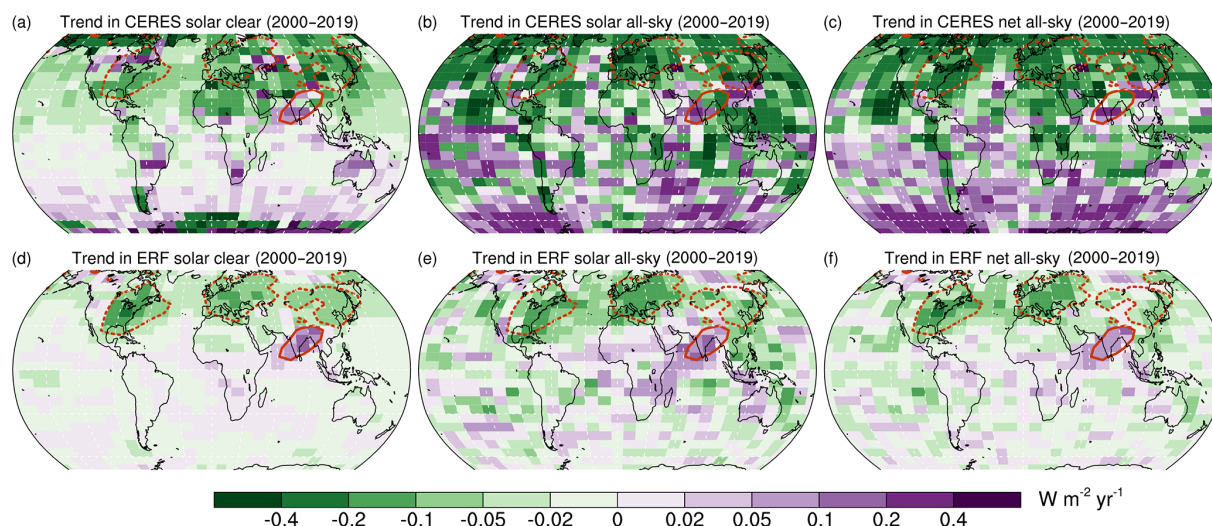 (a) Trend in CERES solar clear (2000−2019)
(b) Trend in CERES solar all-sky (2000−2019)
(c) Trend in CERES net all-sky (2000−2019)
(d) Trend in ERF solar clear (2000−2019)
(e) Trend in ERF solar all-sky (2000−2019)
(f) Trend in ERF net all-sky (2000−2019)
W m⁻² yr⁻¹
-0.4 -0.2 -0.1 -0.05 -0.02 0 0.02 0.05 0.1 0.2 0.4